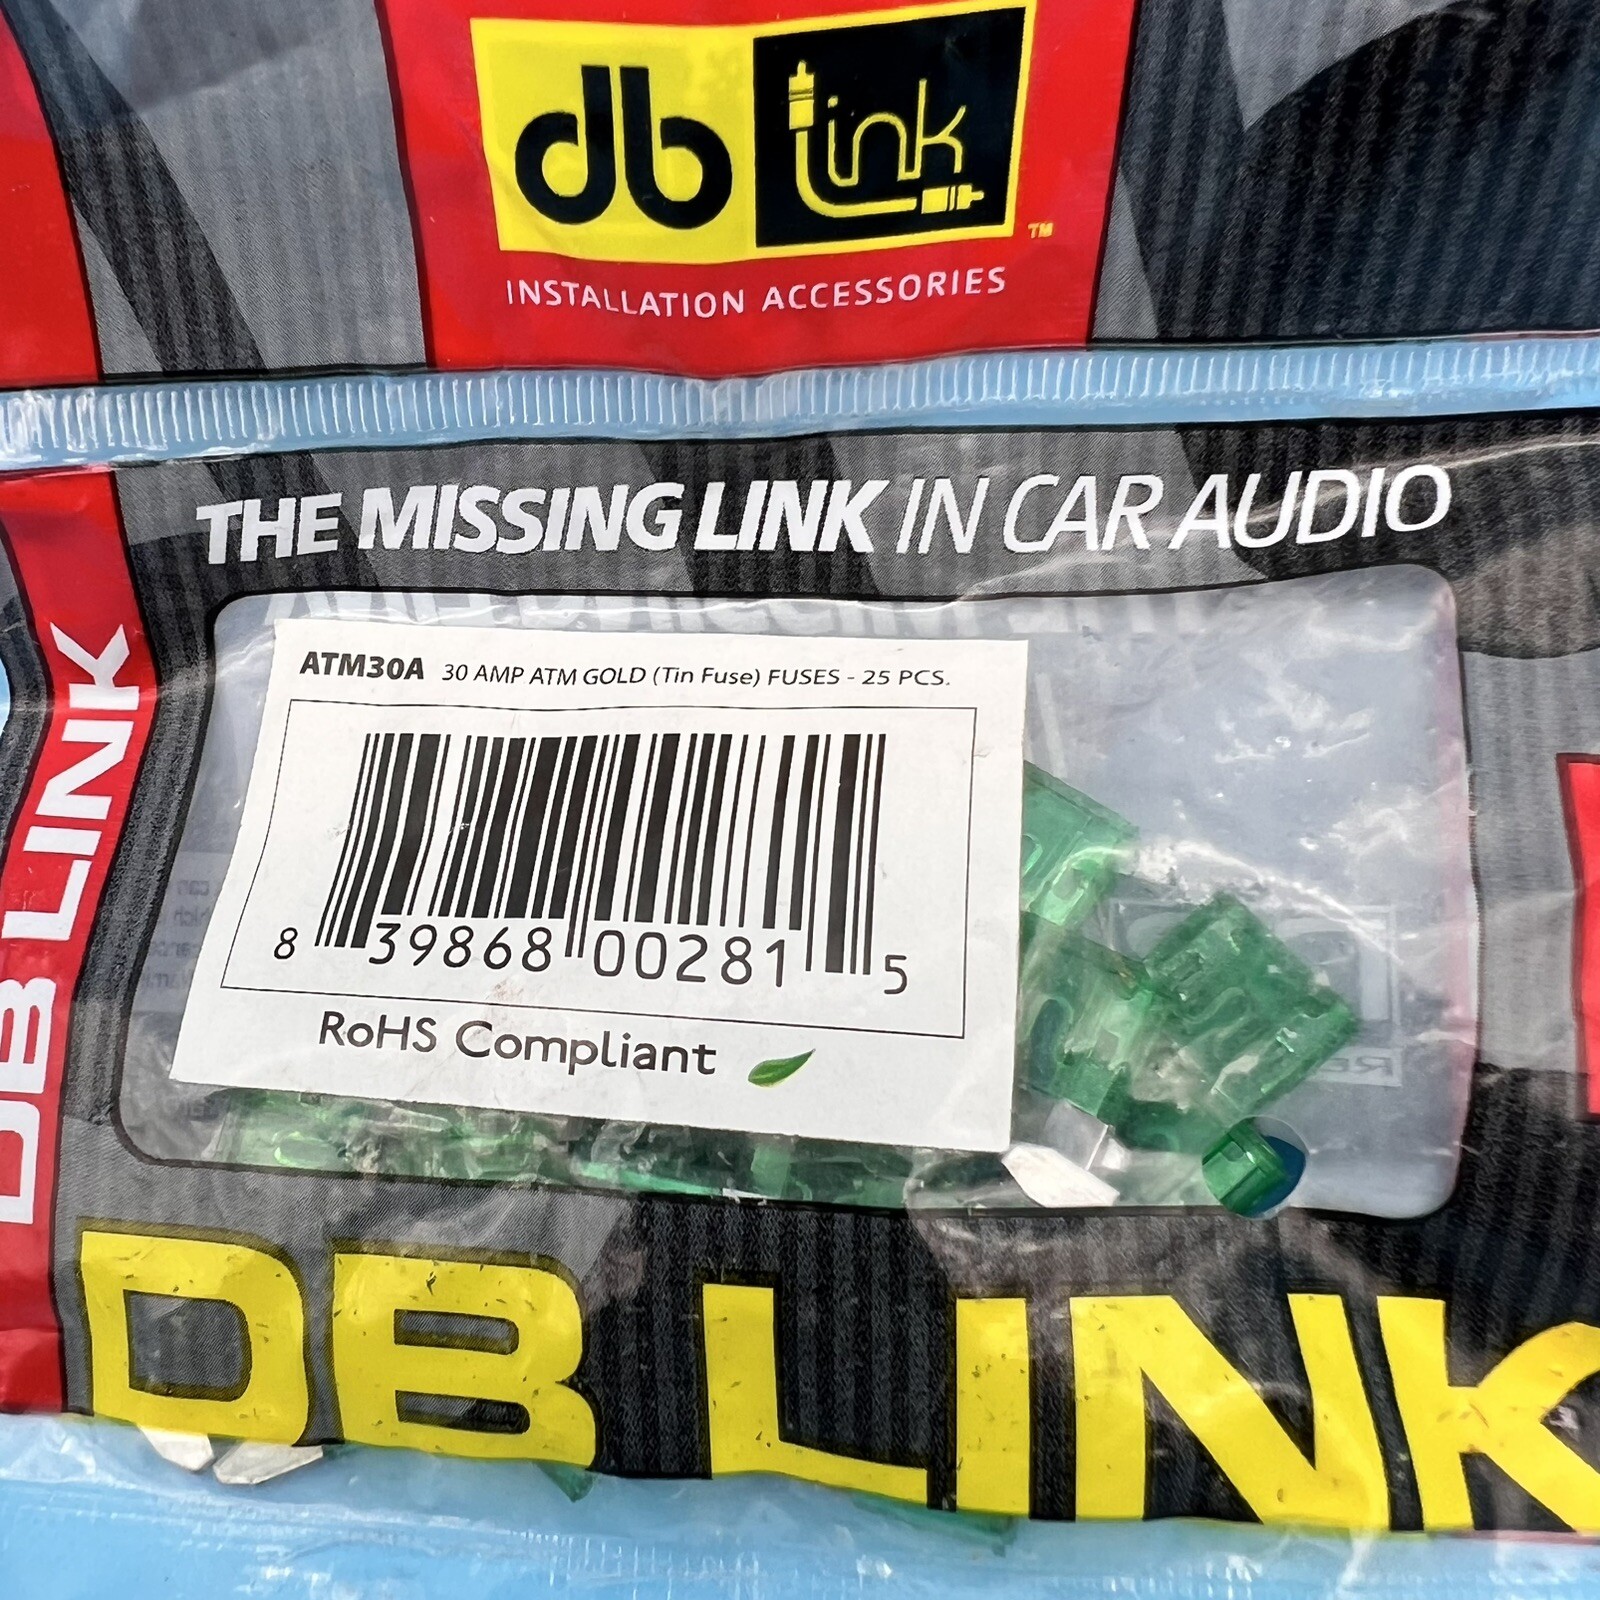 db Link™
INSTALLATION ACCESSORIES
THE MISSING LINK IN CAR AUDIO
DB LINK
ATM30A 30 AMP ATM GOLD (Tin Fuse) FUSES - 25 PCS.
8 39868 00281 5
RoHS Compliant
DB LINK